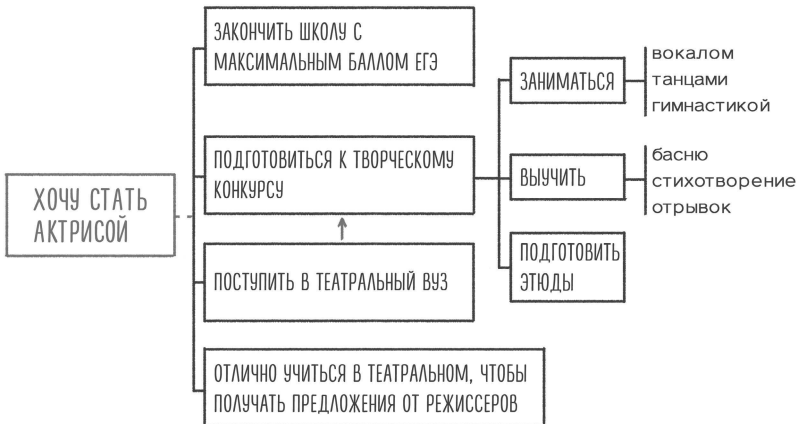 ХОЧУ СТАТЬ
АКТРИСОЙ
ЗАКОНЧИТЬ ШКОЛУ С
МАКСИМАЛЬНЫМ БАЛЛОМ ЕГЭ
ПОДГОТОВИТЬСЯ К ТВОРЧЕСКОМУ
КОНКУРСУ
ПОСТУПИТЬ В ТЕАТРАЛЬНЫЙ ВУЗ
ОТЛИЧНО УЧИТЬСЯ В ТЕАТРАЛЬНОМ, ЧТОБЫ
ПОЛУЧАТЬ ПРЕДЛОЖЕНИЯ ОТ РЕЖИССЕРОВ
ЗАНИМАТЬСЯ
вокалом
танцами
гимнастикой
ВЫУЧИТЬ
басню
стихотворение
отрывок
ПОДГОТОВИТЬ
ЭТЮДЫ